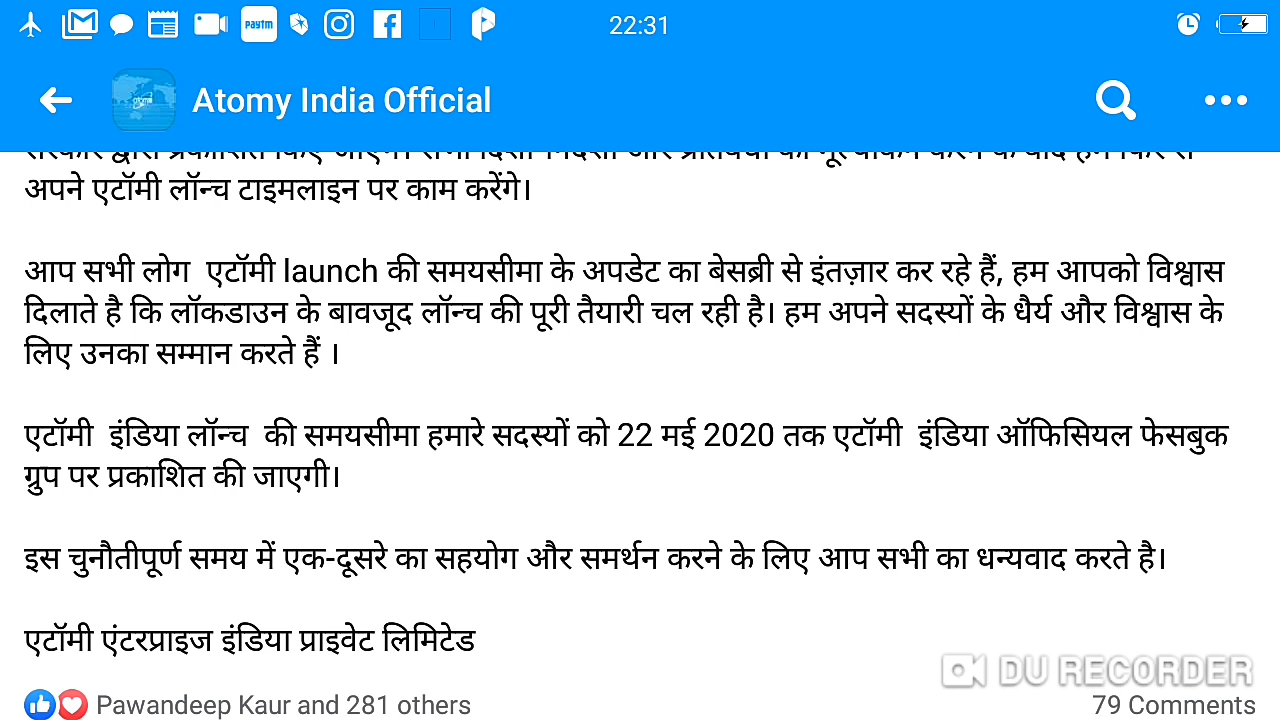 paytm
22:31
Atomy India Official
अपने एटॉमी लॉन्च टाइमलाइन पर काम करेंगे।
आप सभी लोग एटॉमी launch की समयसीमा के अपडेट का बेसब्री से इंतज़ार कर रहे हैं, हम आपको विश्वास
दिलाते है कि लॉकडाउन के बावजूद लॉन्च की पूरी तैयारी चल रही है। हम अपने सदस्यों के धैर्य और विश्वास के
लिए उनका सम्मान करते हैं ।
एटॉमी इंडिया लॉन्च की समयसीमा हमारे सदस्यों को 22 मई 2020 तक एटॉमी इंडिया ऑफिसियल फेसबुक
ग्रुप पर प्रकाशित की जाएगी।
इस चुनौतीपूर्ण समय में एक-दूसरे का सहयोग और समर्थन करने के लिए आप सभी का धन्यवाद करते है।
एटॉमी एंटरप्राइज इंडिया प्राइवेट लिमिटेड
DU RECORDER
Pawandeep Kaur and 281 others
79 Comments